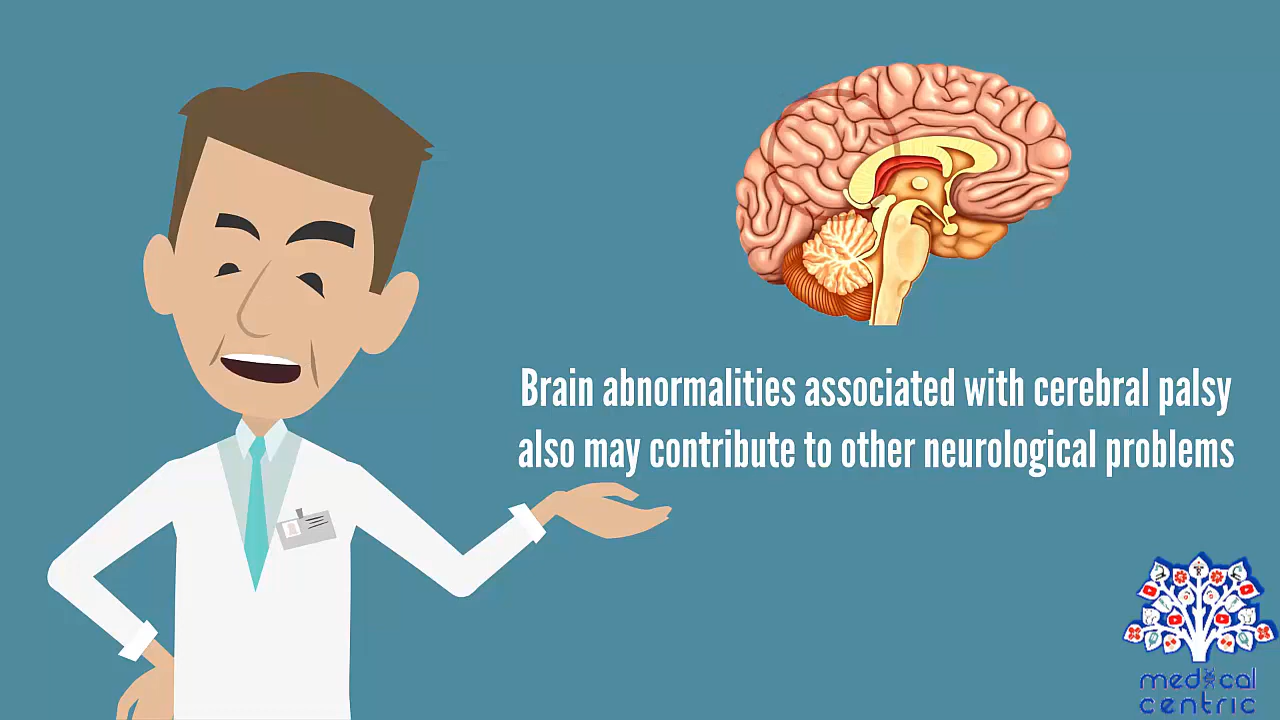 Brain abnormalities associated with cerebral palsy
also may contribute to other neurological problems
medical
centric